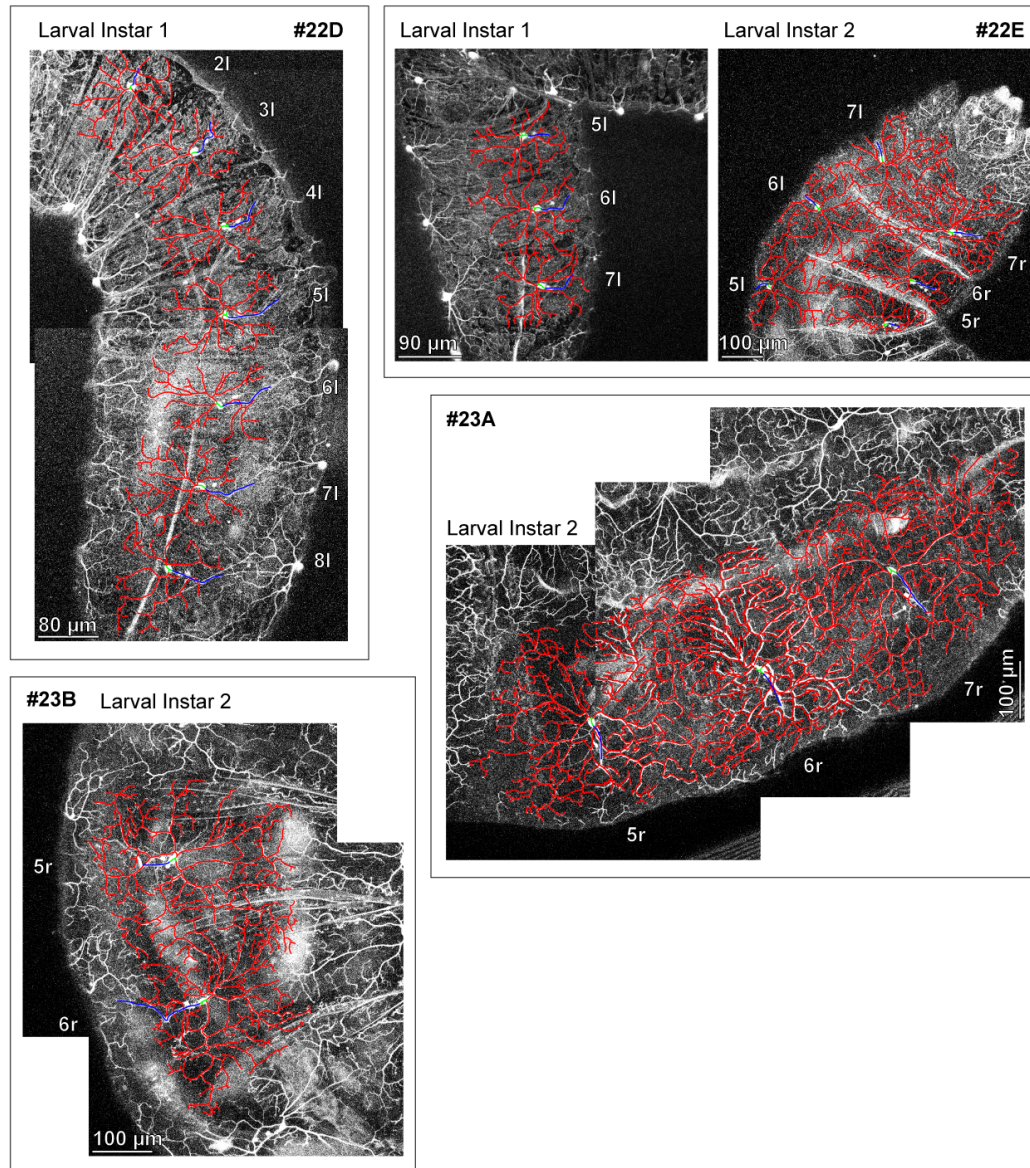 Larval Instar 1 #22D
2l
3l
4l
5l
6l
7l
8l
80 µm
Larval Instar 1
5l
6l
7l
90 µm
Larval Instar 2 #22E
7l
6l
5l
7r
6r
5r
100 µm
#23A
Larval Instar 2
7r
6r
5r
100 µm
#23B Larval Instar 2
5r
6r
100 µm